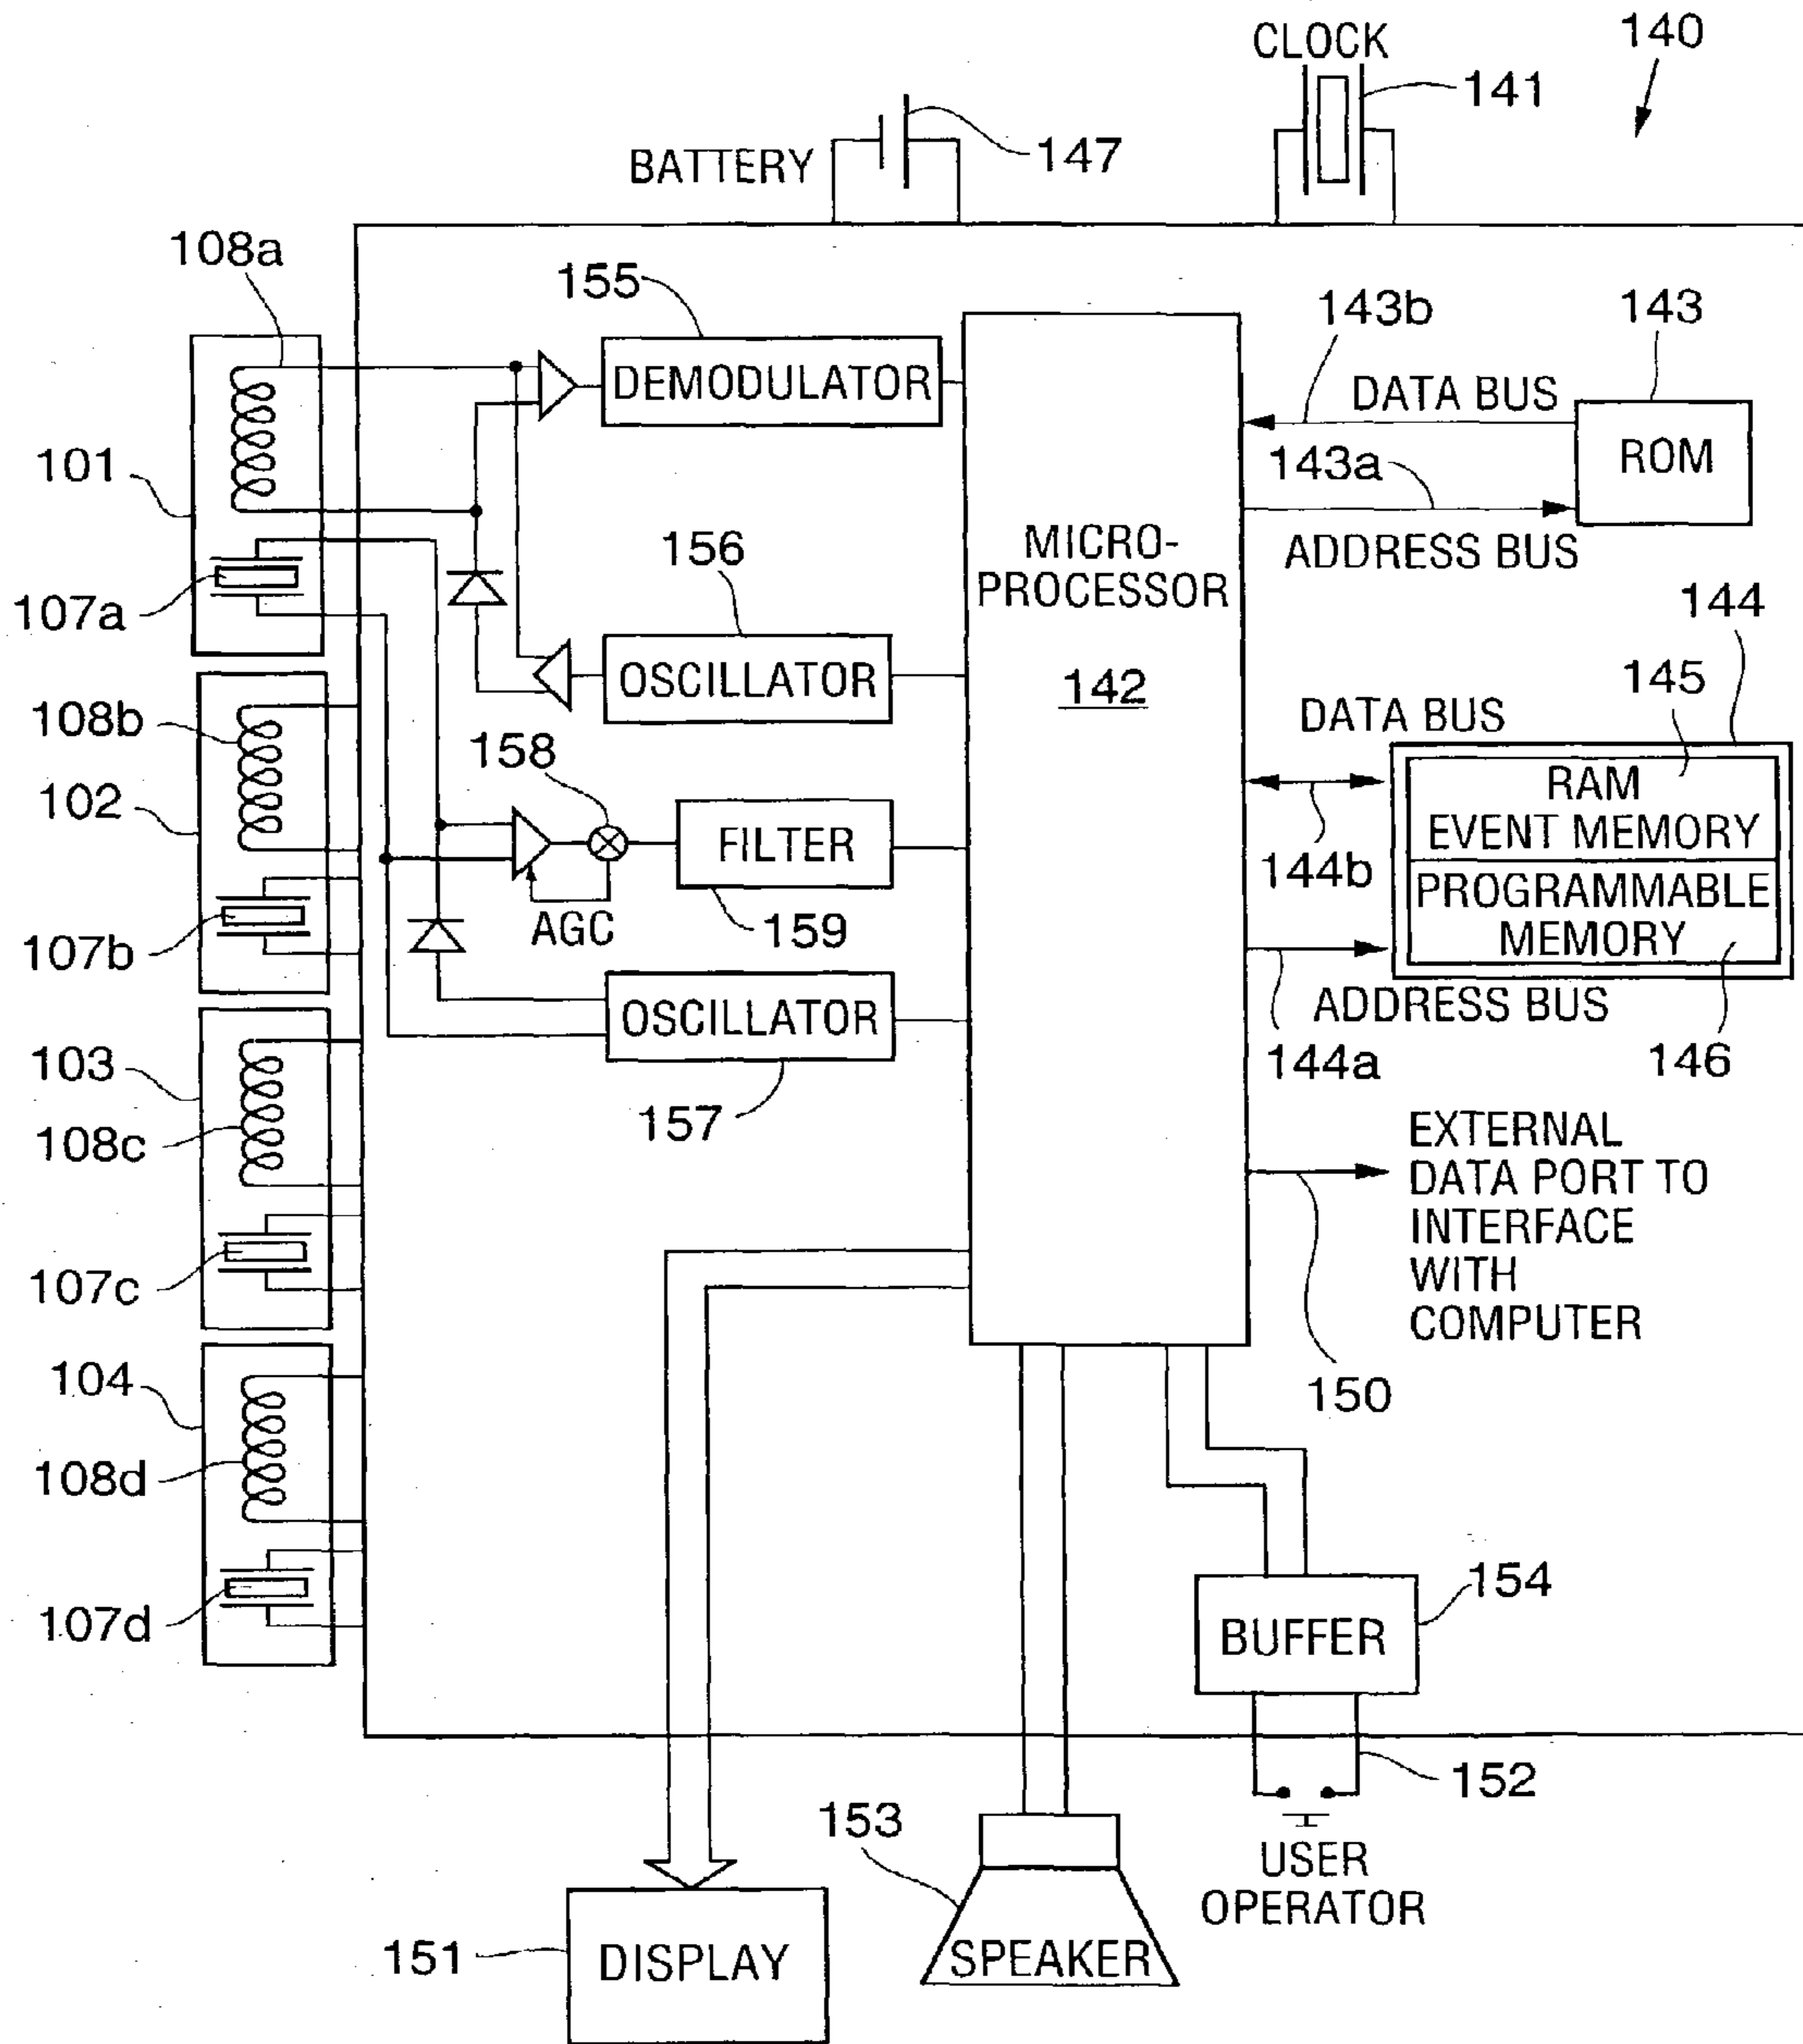 CLOCK
140
141
BATTERY
147
108a
155
143b
143
DEMODULATOR
DATA BUS
ROM
143a
101
MICRO-
PROCESSOR
142
ADDRESS BUS
156
107a
OSCILLATOR
144
145
108b
DATA BUS
158
102
RAM
EVENT MEMORY
FILTER
144b
PROGRAMMABLE
MEMORY
107b
AGC
159
OSCILLATOR
ADDRESS BUS
103
144a
146
157
108c
EXTERNAL
DATA PORT TO
INTERFACE
WITH
COMPUTER
107c
104
150
108d
154
107d
BUFFER
152
153
USER
OPERATOR
151
DISPLAY
SPEAKER